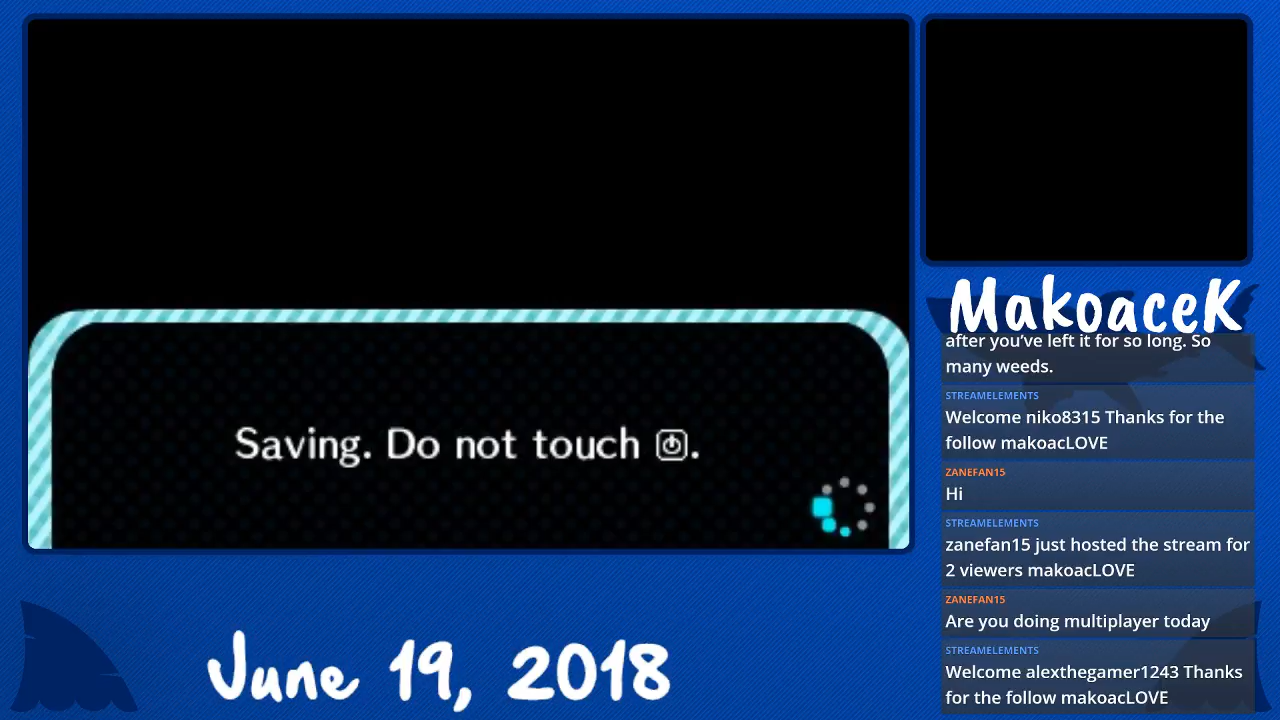 Saving. Do not touch .
June 19, 2018
MakoaceK
after you've left it for so long. So
many weeds.
STREAMELEMENTS
Welcome niko8315 Thanks for the
follow makoacLOVE
ZANEFAN15
Hi
STREAMELEMENTS
zanefan15 just hosted the stream for
2 viewers makoacLOVE
ZANEFAN15
Are you doing multiplayer today
STREAMELEMENTS
Welcome alexthegamer1243 Thanks
for the follow makoacLOVE